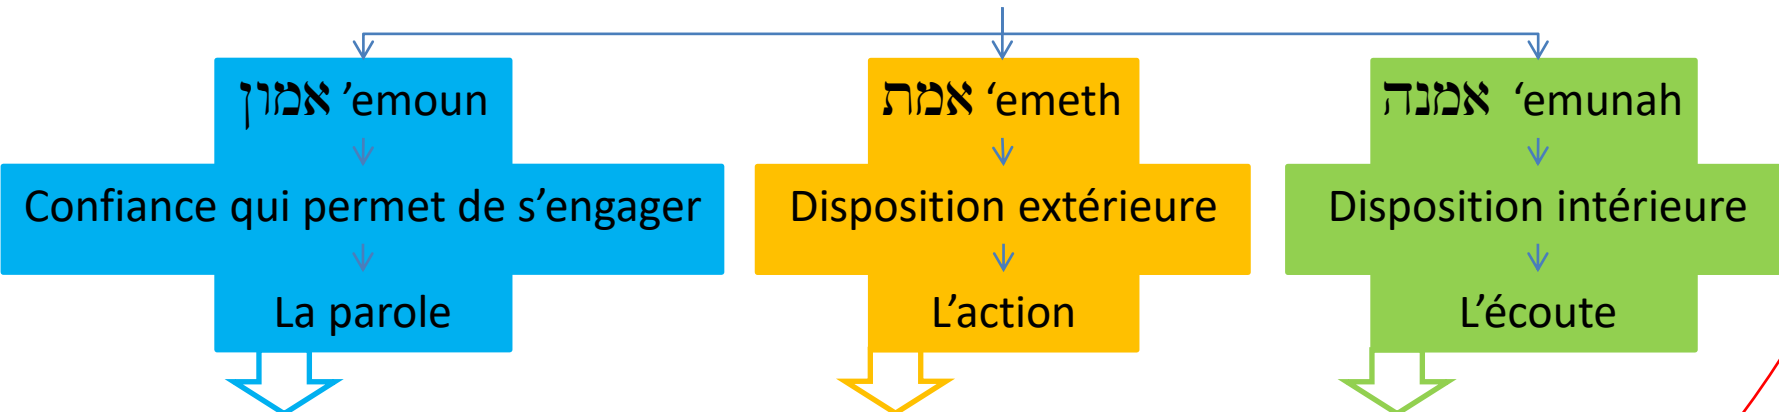 אמון ’emoun
Confiance qui permet de s’engager
La parole
אמת ‘emeth
Disposition extérieure
L’action
אמנה ‘emunah
Disposition intérieure
L’écoute